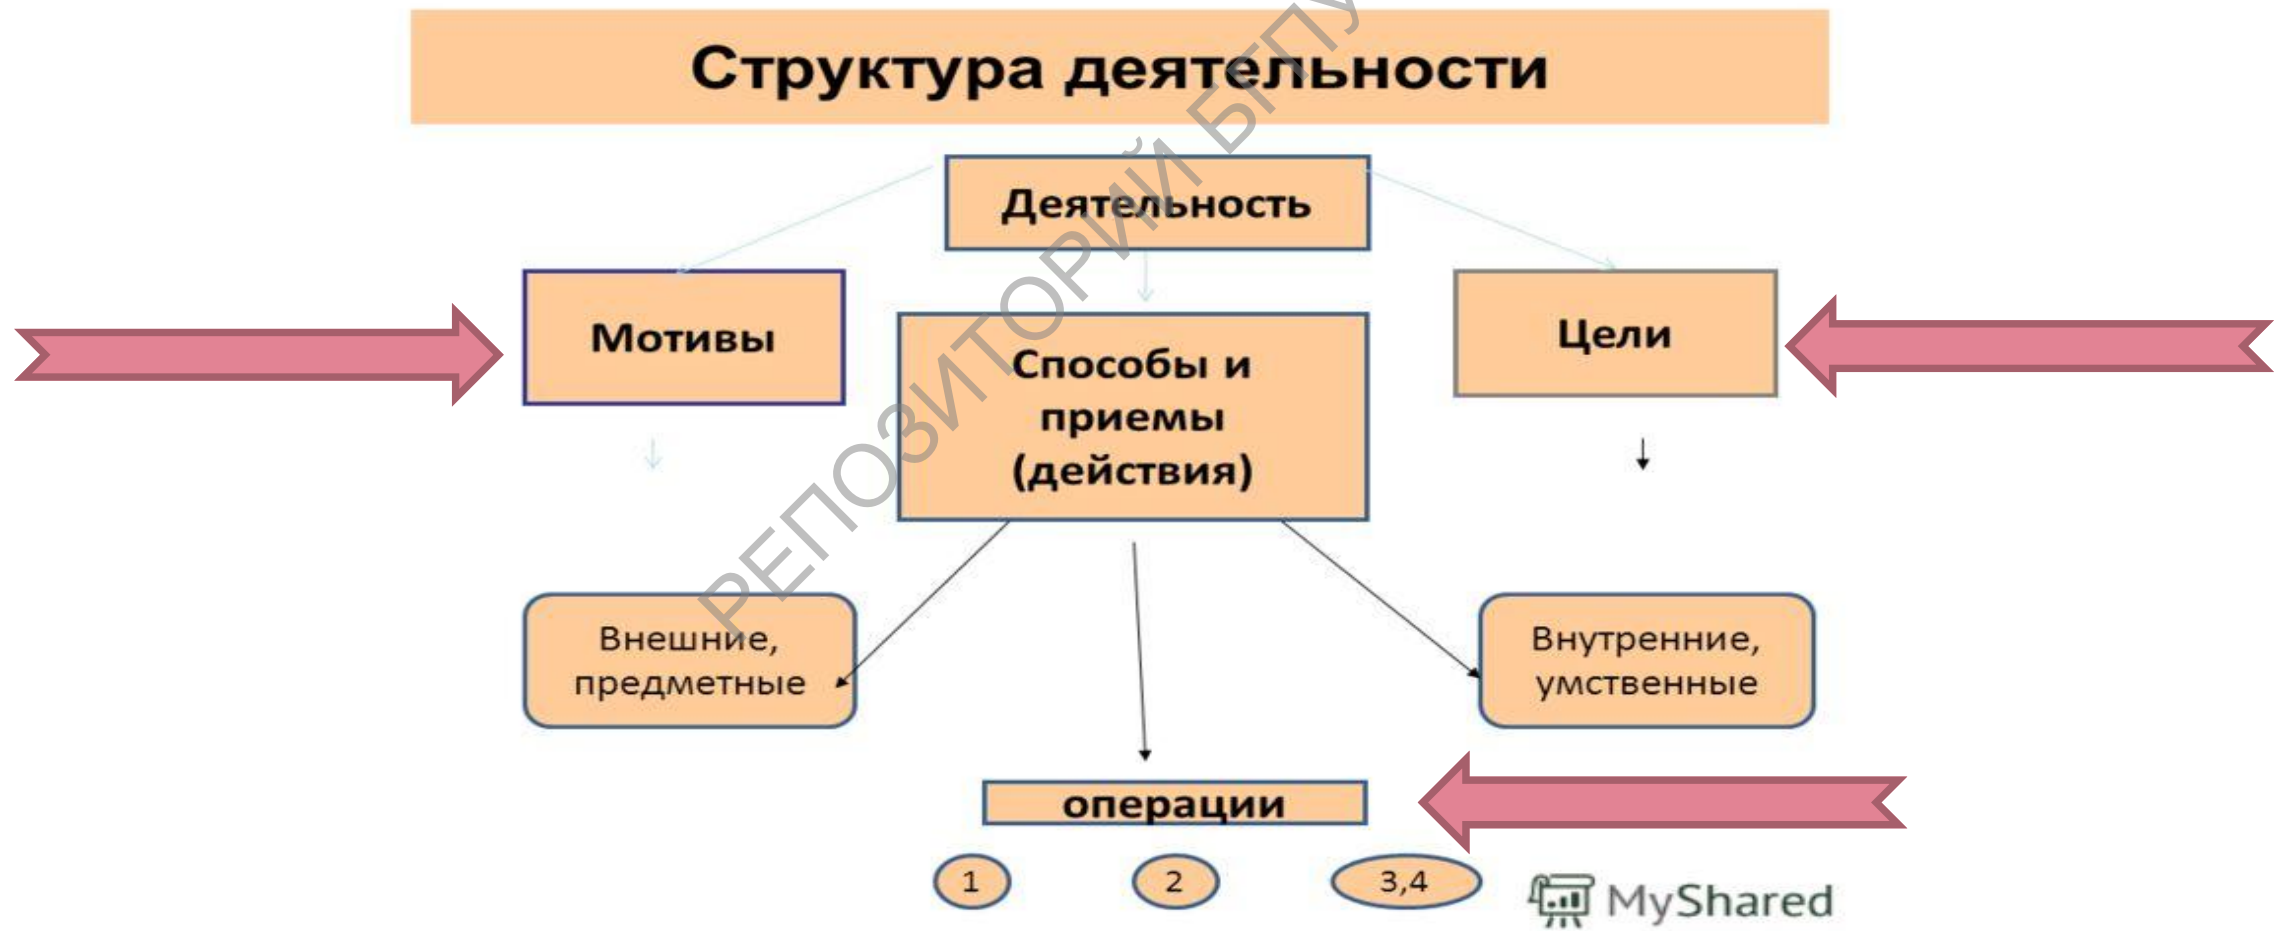 Структура деятельности
Деятельность
Мотивы
Способы и
приемы
(действия)
Цели
Внешние,
предметные
Внутренние,
умственные
операции
1
2
3,4
MyShared
РЕПОЗИТОРИЙ БГПУ